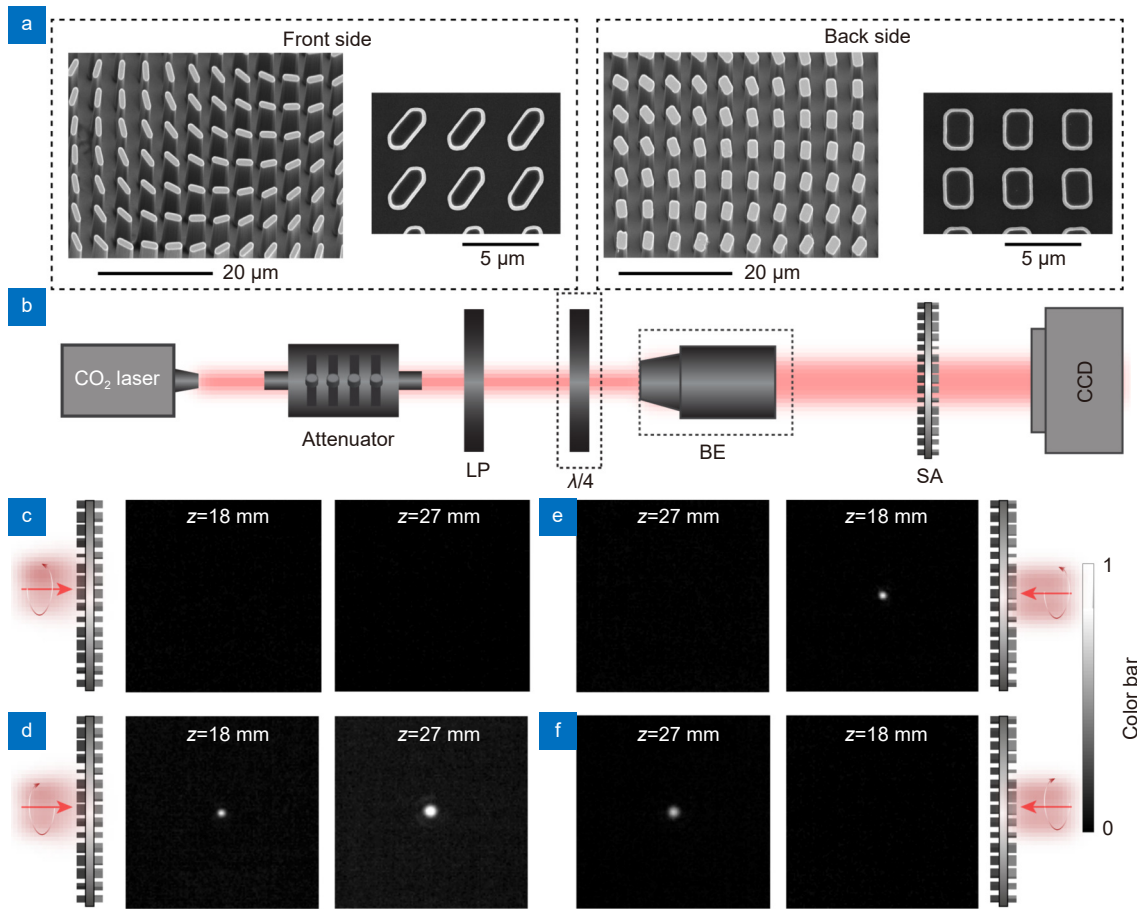 a
Front side
20 µm
5 µm
Back side
20 µm
5 µm
b
CO₂ laser
Attenuator
LP
λ/4
BE
SA
CCD
c
z=18 mm
z=27 mm
e
z=27 mm
z=18 mm
d
z=18 mm
z=27 mm
f
z=27 mm
z=18 mm
1
Color bar
0